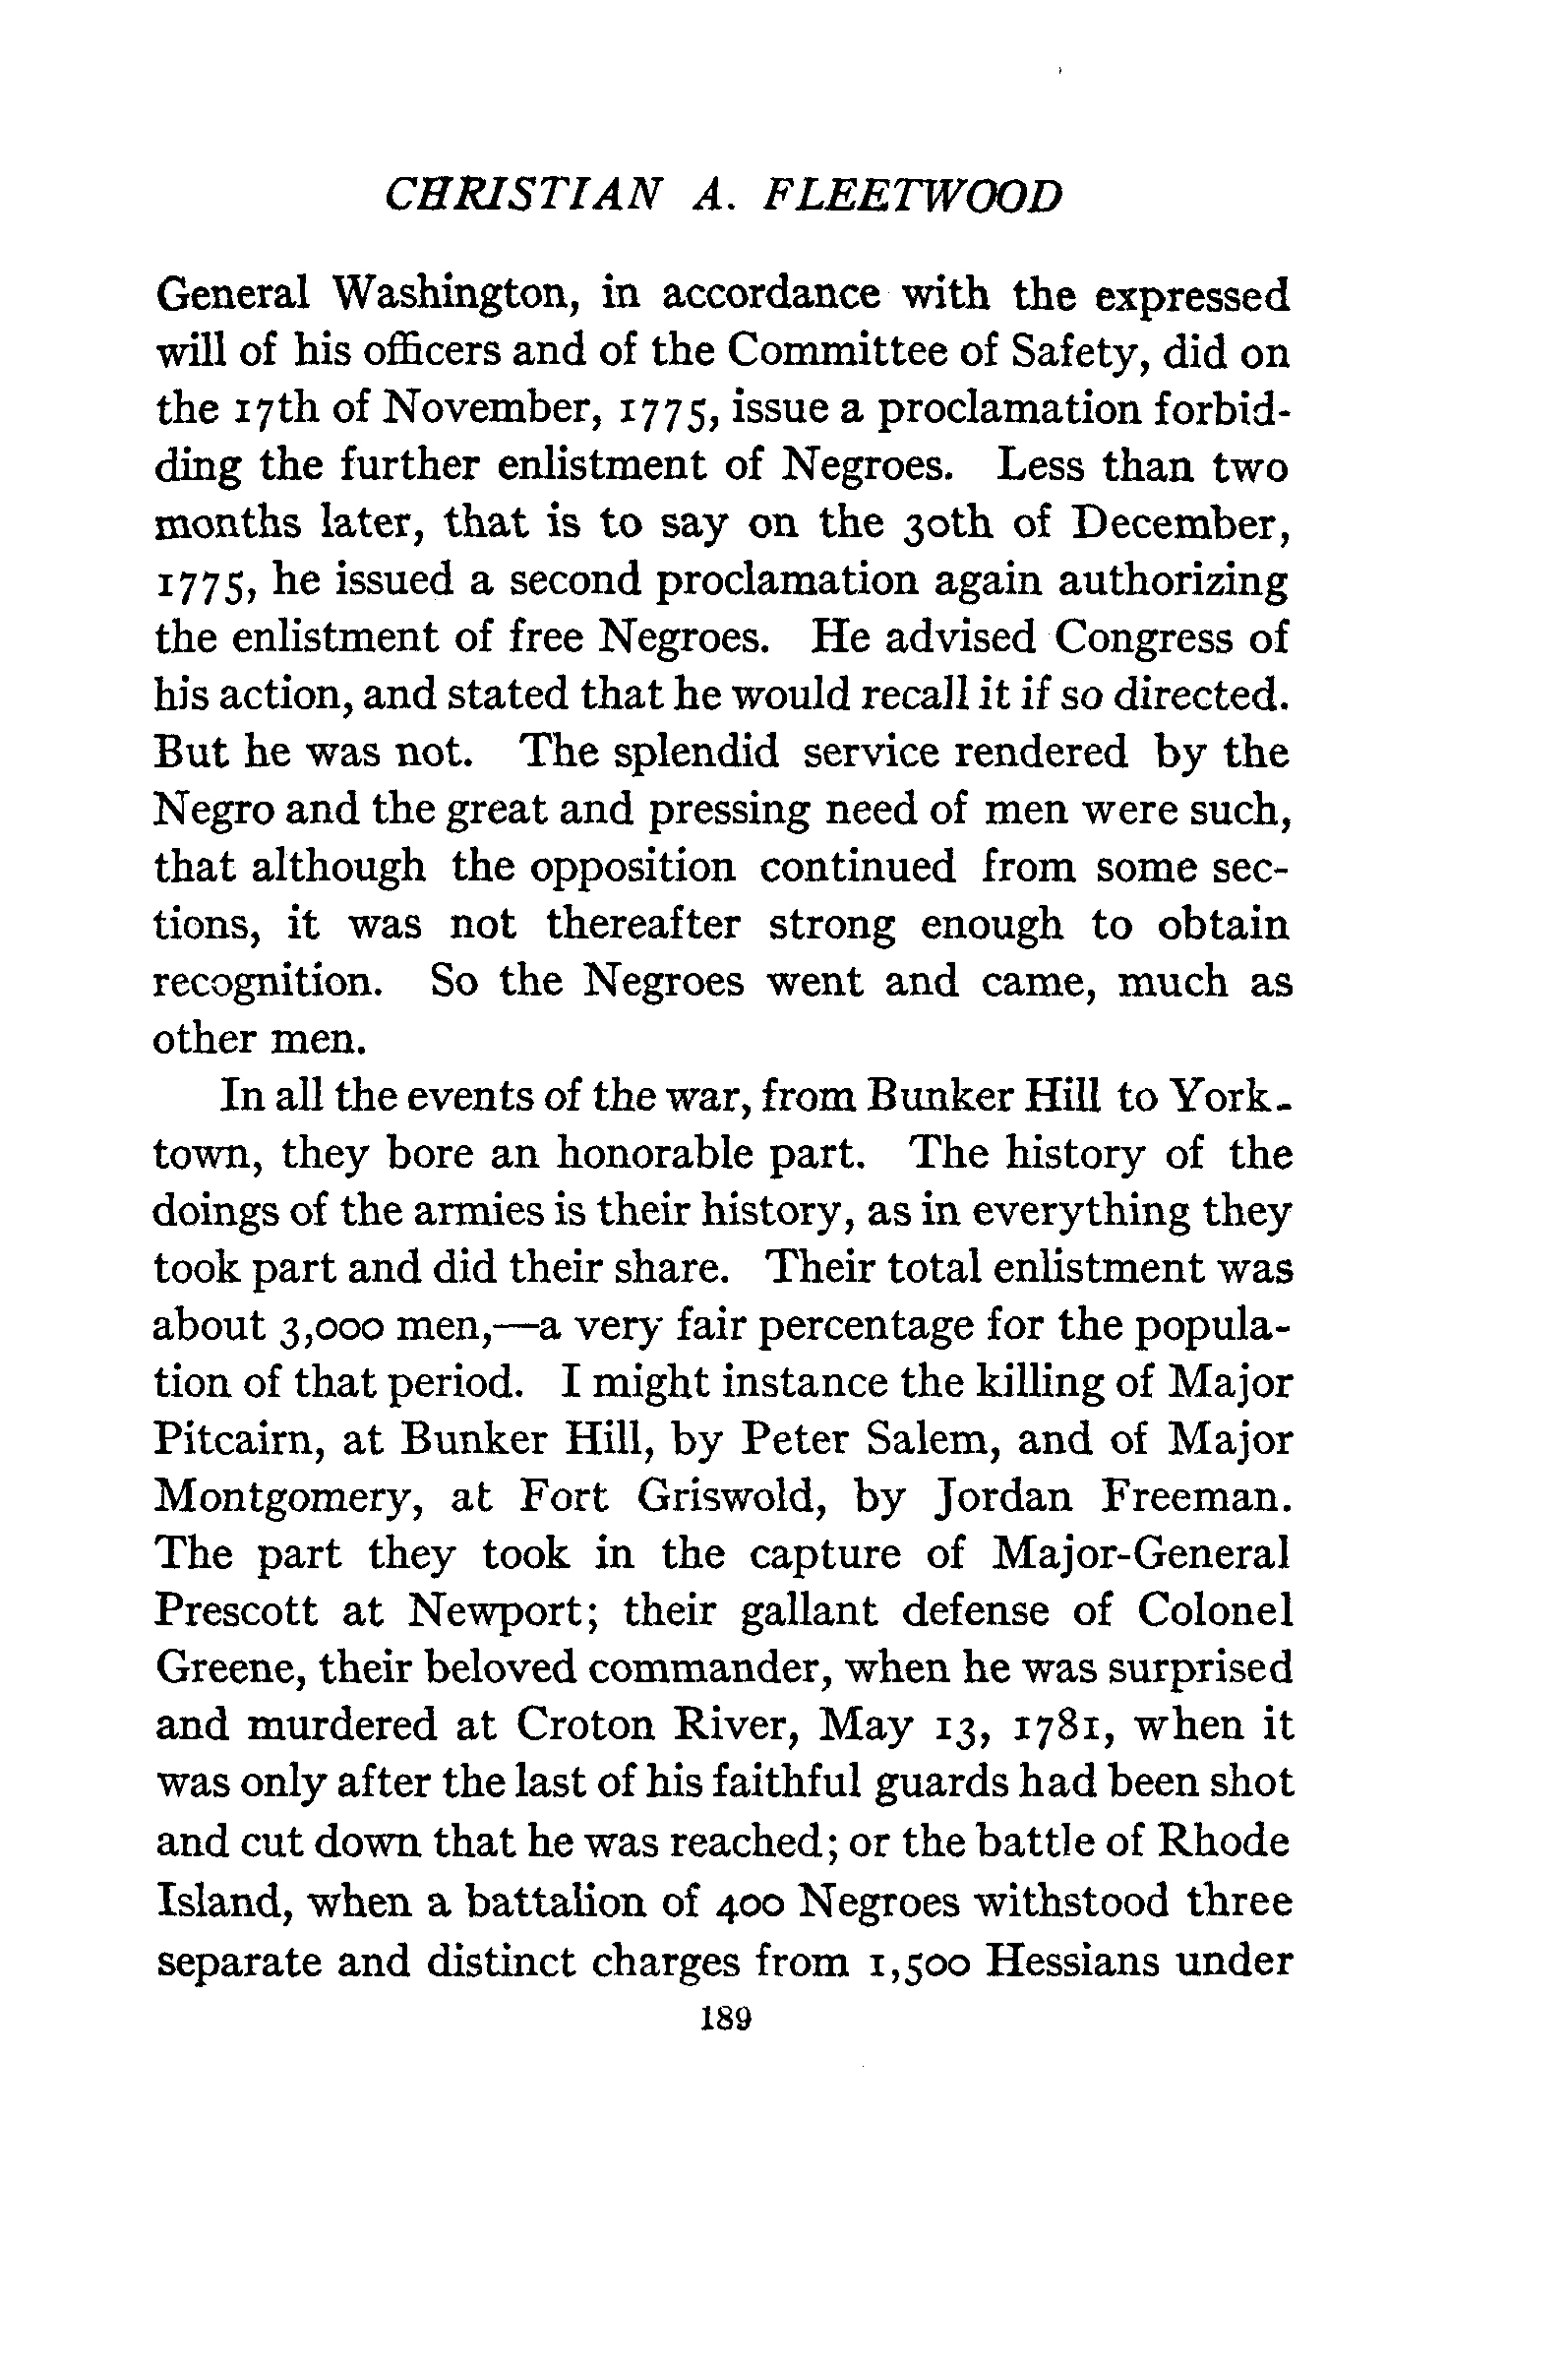 CHRISTIAN A. FLEETWOOD
General Washington, in accordance with the expressed
will of his officers and of the Committee of Safety, did on
the 17th of November, 1775, issue a proclamation forbid-
ding the further enlistment of Negroes. Less than two
months later, that is to say on the 30th of December,
1775, he issued a second proclamation again authorizing
the enlistment of free Negroes. He advised Congress of
his action, and stated that he would recall it if so directed.
But he was not. The splendid service rendered by the
Negro and the great and pressing need of men were such,
that although the opposition continued from some sec-
tions, it was not thereafter strong enough to obtain
recognition. So the Negroes went and came, much as
other men.
In all the events of the war, from Bunker Hill to York-
town, they bore an honorable part. The history of the
doings of the armies is their history, as in everything they
took part and did their share. Their total enlistment was
about 3,000 men,—a very fair percentage for the popula-
tion of that period. I might instance the killing of Major
Pitcairn, at Bunker Hill, by Peter Salem, and of Major
Montgomery, at Fort Griswold, by Jordan Freeman.
The part they took in the capture of Major-General
Prescott at Newport; their gallant defense of Colonel
Greene, their beloved commander, when he was surprised
and murdered at Croton River, May 13, 1781, when it
was only after the last of his faithful guards had been shot
and cut down that he was reached; or the battle of Rhode
Island, when a battalion of 400 Negroes withstood three
separate and distinct charges from 1,500 Hessians under
189